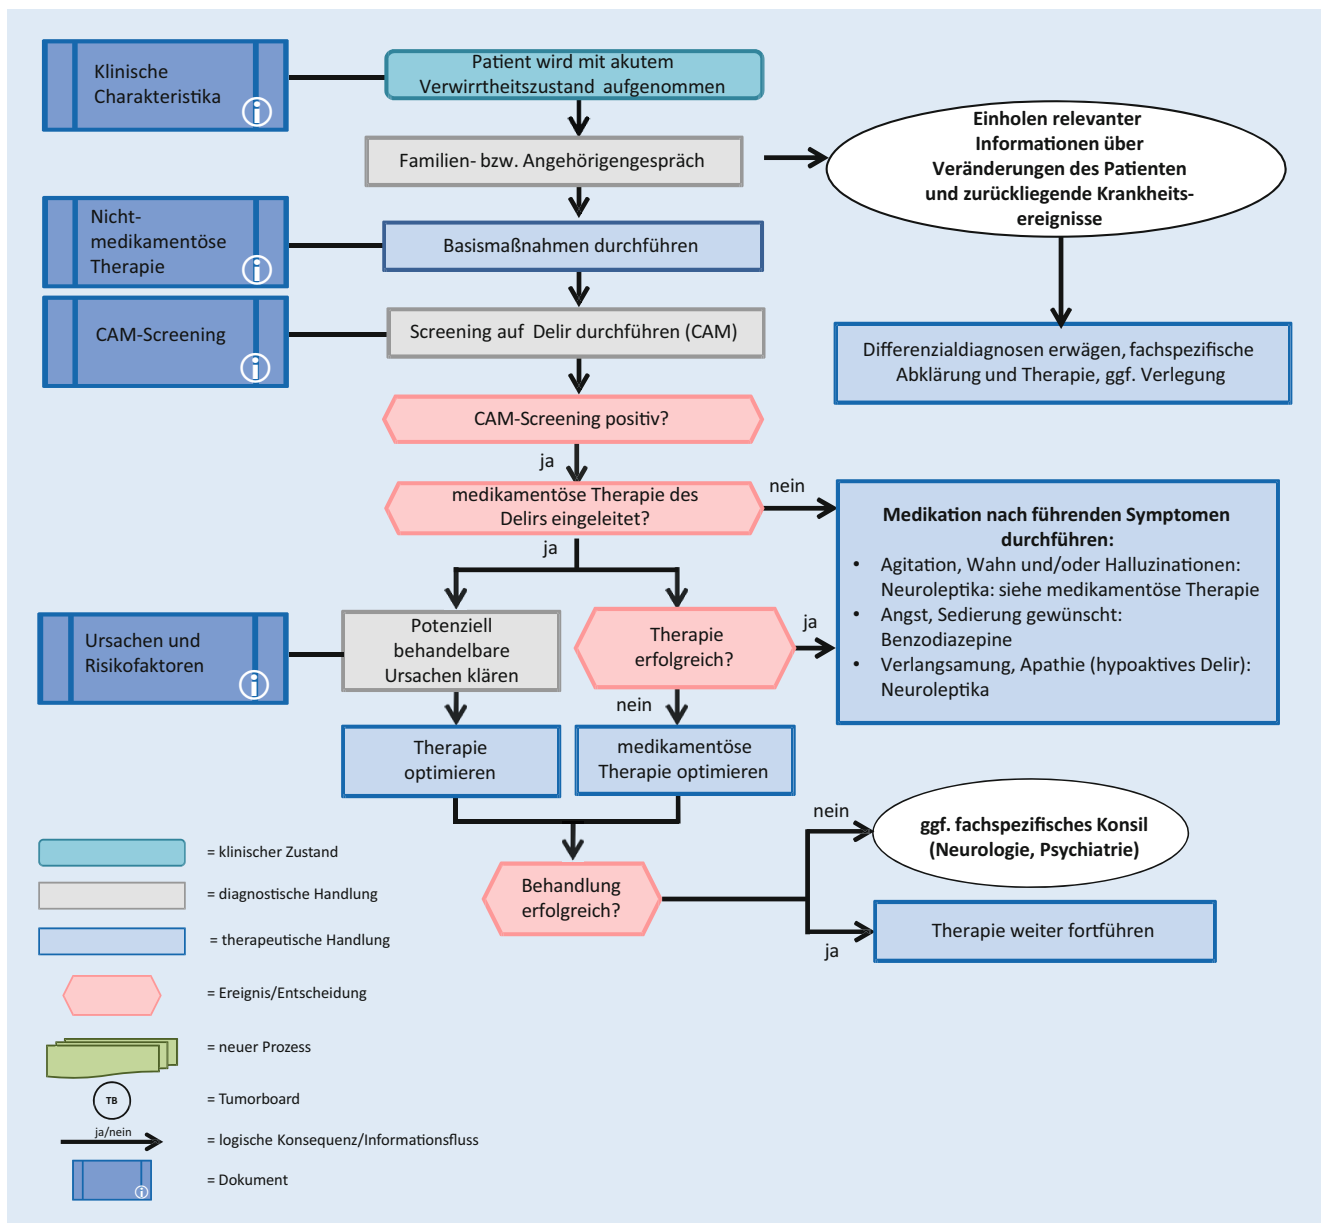 Klinische
Charakteristika
Patient wird mit akutem
Verwirrtheitszustand aufgenommen
Familien- bzw. Angehörigengespräch
Einholen relevanter
Informationen über
Veränderungen des Patienten
und zurückliegende Krankheits-
ereignisse
Nicht-
medikamentöse
Therapie
Basismaßnahmen durchführen
CAM-Screening
Screening auf Delir durchführen (CAM)
Differenzialdiagnosen erwägen, fachspezifische
Abklärung und Therapie, ggf. Verlegung
CAM-Screening positiv?
ja
medikamentöse Therapie des
Delirs eingeleitet?
nein
ja
Medikation nach führenden Symptomen
durchführen:
• Agitation, Wahn und/oder Halluzinationen:
Neuroleptika: siehe medikamentöse Therapie
• Angst, Sedierung gewünscht:
Benzodiazepine
• Verlangsamung, Apathie (hypoaktives Delir):
Neuroleptika
Ursachen und
Risikofaktoren
Potenziell
behandelbare
Ursachen klären
Therapie
erfolgreich?
ja
nein
Therapie
optimieren
medikamentöse
Therapie optimieren
Behandlung
erfolgreich?
nein
ggf. fachspezifisches Konsil
(Neurologie, Psychiatrie)
ja
Therapie weiter fortführen
= klinischer Zustand
= diagnostische Handlung
= therapeutische Handlung
= Ereignis/Entscheidung
= neuer Prozess
TB
= Tumorboard
ja/nein
= logische Konsequenz/Informationsfluss
= Dokument